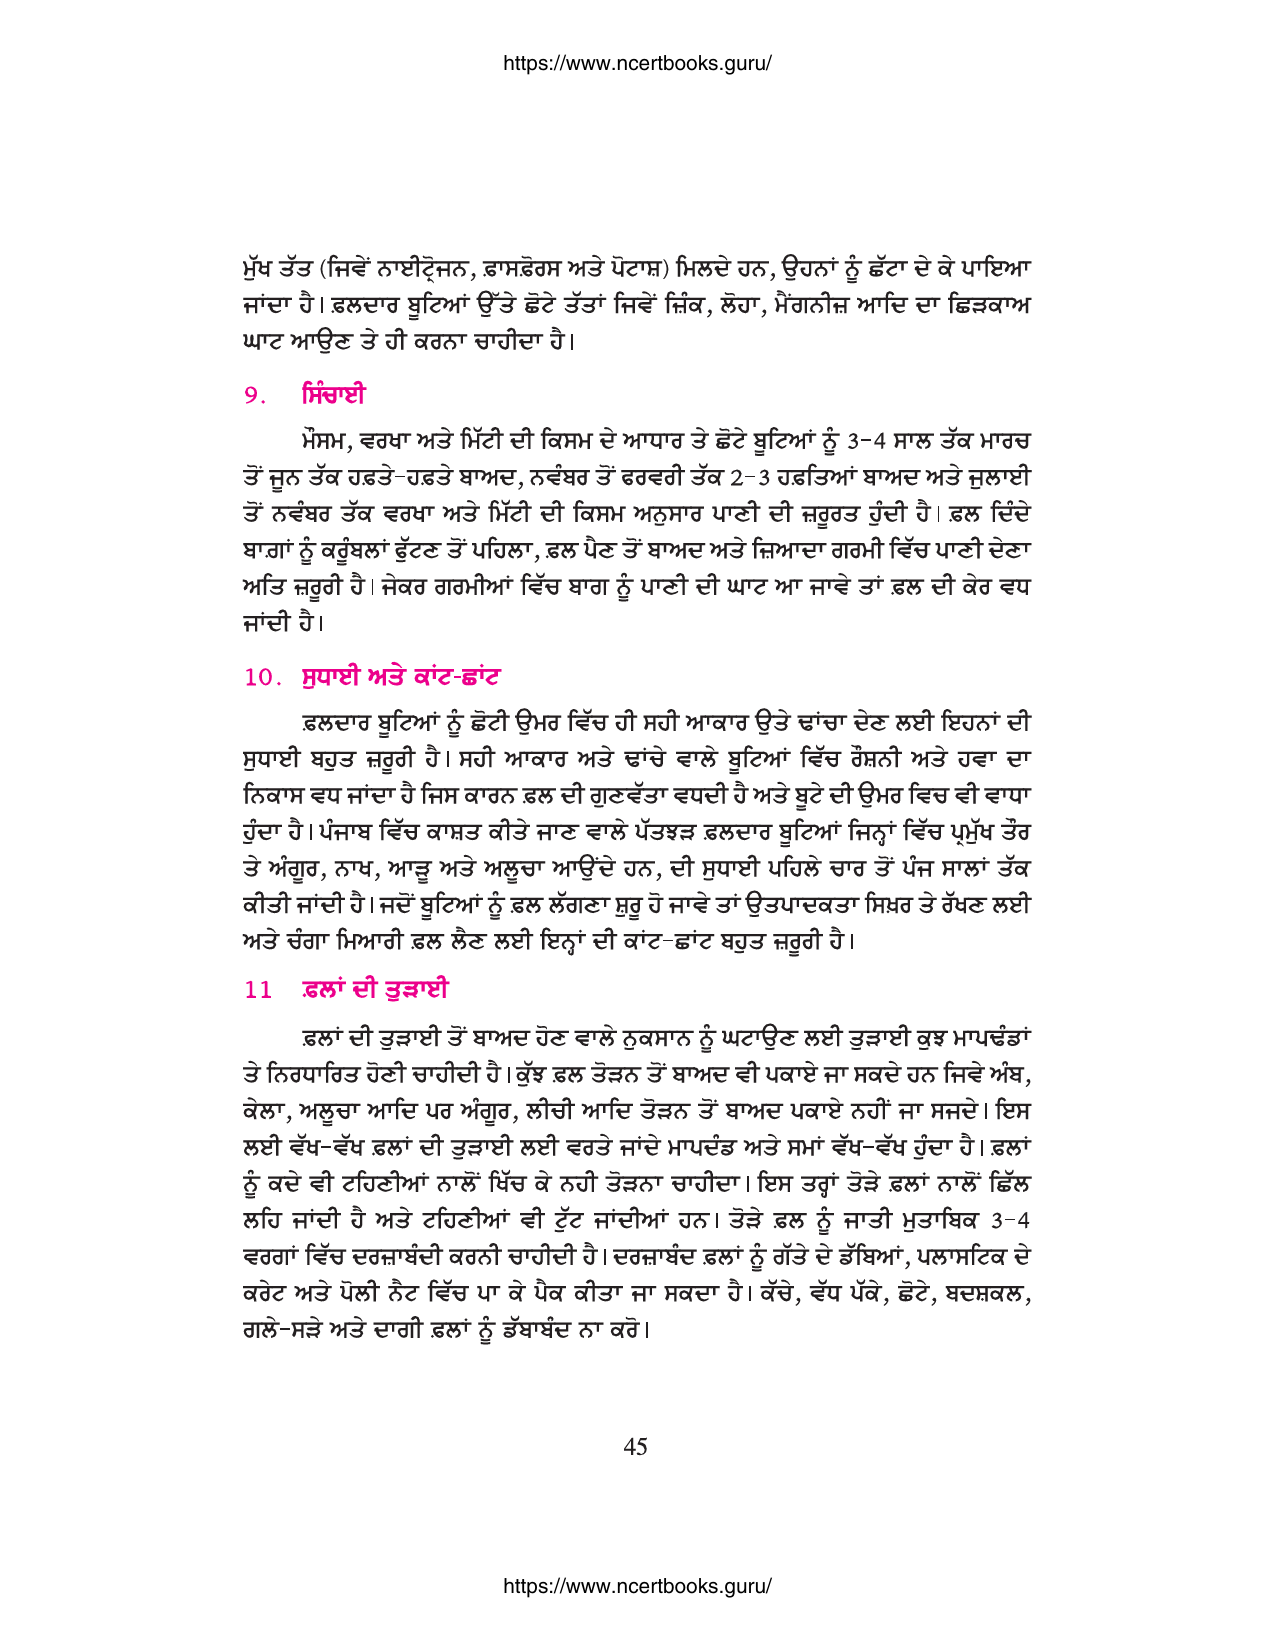 https://www.ncertbooks.guru/
ਮੁੱਖ ਤੱਤ (ਜਿਵੇਂ ਨਾਈਟ੍ਰੋਜਨ, ਫ਼ਾਸਫ਼ੋਰਸ ਅਤੇ ਪੋਟਾਸ਼) ਮਿਲਦੇ ਹਨ, ਉਹਨਾਂ ਨੂੰ ਛੱਟਾ ਦੇ ਕੇ ਪਾਇਆ
ਜਾਂਦਾ ਹੈ। ਫ਼ਲਦਾਰ ਬੂਟਿਆਂ ਉੱਤੇ ਛੋਟੇ ਤੱਤਾਂ ਜਿਵੇਂ ਜ਼ਿੰਕ, ਲੋਹਾ, ਮੈਂਗਨੀਜ਼ ਆਦਿ ਦਾ ਛਿੜਕਾਅ
ਘਾਟ ਆਉਣ ਤੇ ਹੀ ਕਰਨਾ ਚਾਹੀਦਾ ਹੈ।
9. ਸਿੰਚਾਈ
ਮੌਸਮ, ਵਰਖਾ ਅਤੇ ਮਿੱਟੀ ਦੀ ਕਿਸਮ ਦੇ ਆਧਾਰ ਤੇ ਛੋਟੇ ਬੂਟਿਆਂ ਨੂੰ 3-4 ਸਾਲ ਤੱਕ ਮਾਰਚ
ਤੋਂ ਜੂਨ ਤੱਕ ਹਫ਼ਤੇ-ਹਫ਼ਤੇ ਬਾਅਦ, ਨਵੰਬਰ ਤੋਂ ਫਰਵਰੀ ਤੱਕ 2-3 ਹਫ਼ਤਿਆਂ ਬਾਅਦ ਅਤੇ ਜੁਲਾਈ
ਤੋਂ ਨਵੰਬਰ ਤੱਕ ਵਰਖਾ ਅਤੇ ਮਿੱਟੀ ਦੀ ਕਿਸਮ ਅਨੁਸਾਰ ਪਾਣੀ ਦੀ ਜ਼ਰੂਰਤ ਹੁੰਦੀ ਹੈ। ਫ਼ਲ ਦਿੰਦੇ
ਬਾਗ਼ਾਂ ਨੂੰ ਕਰੂੰਬਲਾਂ ਫੁੱਟਣ ਤੋਂ ਪਹਿਲਾ, ਫ਼ਲ ਪੈਣ ਤੋਂ ਬਾਅਦ ਅਤੇ ਜ਼ਿਆਦਾ ਗਰਮੀ ਵਿੱਚ ਪਾਣੀ ਦੇਣਾ
ਅਤਿ ਜ਼ਰੂਰੀ ਹੈ। ਜੇਕਰ ਗਰਮੀਆਂ ਵਿੱਚ ਬਾਗ ਨੂੰ ਪਾਣੀ ਦੀ ਘਾਟ ਆ ਜਾਵੇ ਤਾਂ ਫ਼ਲ ਦੀ ਕੇਰ ਵਧ
ਜਾਂਦੀ ਹੈ।
10. ਸੁਧਾਈ ਅਤੇ ਕਾਂਟ-ਛਾਂਟ
ਫ਼ਲਦਾਰ ਬੂਟਿਆਂ ਨੂੰ ਛੋਟੀ ਉਮਰ ਵਿੱਚ ਹੀ ਸਹੀ ਆਕਾਰ ਉਤੇ ਢਾਂਚਾ ਦੇਣ ਲਈ ਇਹਨਾਂ ਦੀ
ਸੁਧਾਈ ਬਹੁਤ ਜ਼ਰੂਰੀ ਹੈ। ਸਹੀ ਆਕਾਰ ਅਤੇ ਢਾਂਚੇ ਵਾਲੇ ਬੂਟਿਆਂ ਵਿੱਚ ਰੌਸ਼ਨੀ ਅਤੇ ਹਵਾ ਦਾ
ਨਿਕਾਸ ਵਧ ਜਾਂਦਾ ਹੈ ਜਿਸ ਕਾਰਨ ਫ਼ਲ ਦੀ ਗੁਣਵੱਤਾ ਵਧਦੀ ਹੈ ਅਤੇ ਬੂਟੇ ਦੀ ਉਮਰ ਵਿਚ ਵੀ ਵਾਧਾ
ਹੁੰਦਾ ਹੈ। ਪੰਜਾਬ ਵਿੱਚ ਕਾਸ਼ਤ ਕੀਤੇ ਜਾਣ ਵਾਲੇ ਪੱਤਝੜ ਫ਼ਲਦਾਰ ਬੂਟਿਆਂ ਜਿਨ੍ਹਾਂ ਵਿੱਚ ਪ੍ਰਮੁੱਖ ਤੌਰ
ਤੇ ਅੰਗੂਰ, ਨਾਖ, ਆੜੂ ਅਤੇ ਅਲੂਚਾ ਆਉਂਦੇ ਹਨ, ਦੀ ਸੁਧਾਈ ਪਹਿਲੇ ਚਾਰ ਤੋਂ ਪੰਜ ਸਾਲਾਂ ਤੱਕ
ਕੀਤੀ ਜਾਂਦੀ ਹੈ। ਜਦੋਂ ਬੂਟਿਆਂ ਨੂੰ ਫ਼ਲ ਲੱਗਣਾ ਸ਼ੁਰੂ ਹੋ ਜਾਵੇ ਤਾਂ ਉਤਪਾਦਕਤਾ ਸਿਖ਼ਰ ਤੇ ਰੱਖਣ ਲਈ
ਅਤੇ ਚੰਗਾ ਮਿਆਰੀ ਫ਼ਲ ਲੈਣ ਲਈ ਇਨ੍ਹਾਂ ਦੀ ਕਾਂਟ-ਛਾਂਟ ਬਹੁਤ ਜ਼ਰੂਰੀ ਹੈ।
11 ਫ਼ਲਾਂ ਦੀ ਤੁੜਾਈ
ਫ਼ਲਾਂ ਦੀ ਤੁੜਾਈ ਤੋਂ ਬਾਅਦ ਹੋਣ ਵਾਲੇ ਨੁਕਸਾਨ ਨੂੰ ਘਟਾਉਣ ਲਈ ਤੁੜਾਈ ਕੁਝ ਮਾਪਢੰਡਾਂ
ਤੇ ਨਿਰਧਾਰਿਤ ਹੋਣੀ ਚਾਹੀਦੀ ਹੈ। ਕੁੱਝ ਫ਼ਲ ਤੋੜਨ ਤੋਂ ਬਾਅਦ ਵੀ ਪਕਾਏ ਜਾ ਸਕਦੇ ਹਨ ਜਿਵੇ ਅੰਬ,
ਕੇਲਾ, ਅਲੂਚਾ ਆਦਿ ਪਰ ਅੰਗੂਰ, ਲੀਚੀ ਆਦਿ ਤੋੜਨ ਤੋਂ ਬਾਅਦ ਪਕਾਏ ਨਹੀਂ ਜਾ ਸਜਦੇ। ਇਸ
ਲਈ ਵੱਖ-ਵੱਖ ਫ਼ਲਾਂ ਦੀ ਤੁੜਾਈ ਲਈ ਵਰਤੇ ਜਾਂਦੇ ਮਾਪਦੰਡ ਅਤੇ ਸਮਾਂ ਵੱਖ-ਵੱਖ ਹੁੰਦਾ ਹੈ। ਫ਼ਲਾਂ
ਨੂੰ ਕਦੇ ਵੀ ਟਹਿਣੀਆਂ ਨਾਲੋਂ ਖਿੱਚ ਕੇ ਨਹੀ ਤੋੜਨਾ ਚਾਹੀਦਾ। ਇਸ ਤਰ੍ਹਾਂ ਤੋੜੇ ਫ਼ਲਾਂ ਨਾਲੋਂ ਛਿੱਲ
ਲਹਿ ਜਾਂਦੀ ਹੈ ਅਤੇ ਟਹਿਣੀਆਂ ਵੀ ਟੁੱਟ ਜਾਂਦੀਆਂ ਹਨ। ਤੋੜੇ ਫ਼ਲ ਨੂੰ ਜਾਤੀ ਮੁਤਾਬਿਕ 3-4
ਵਰਗਾਂ ਵਿੱਚ ਦਰਜ਼ਾਬੰਦੀ ਕਰਨੀ ਚਾਹੀਦੀ ਹੈ। ਦਰਜ਼ਾਬੰਦ ਫ਼ਲਾਂ ਨੂੰ ਗੱਤੇ ਦੇ ਡੱਬਿਆਂ, ਪਲਾਸਟਿਕ ਦੇ
ਕਰੇਟ ਅਤੇ ਪੋਲੀ ਨੈਟ ਵਿੱਚ ਪਾ ਕੇ ਪੈਕ ਕੀਤਾ ਜਾ ਸਕਦਾ ਹੈ। ਕੱਚੇ, ਵੱਧ ਪੱਕੇ, ਛੋਟੇ, ਬਦਸ਼ਕਲ,
ਗਲੇ-ਸੜੇ ਅਤੇ ਦਾਗੀ ਫ਼ਲਾਂ ਨੂੰ ਡੱਬਾਬੰਦ ਨਾ ਕਰੋ।
45
https://www.ncertbooks.guru/